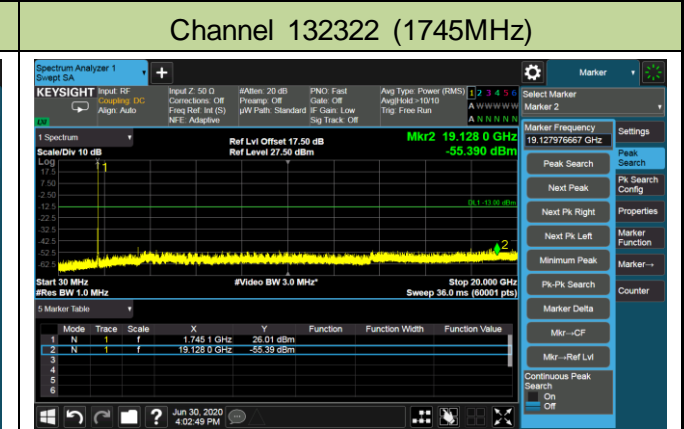 Channel 132322 (1745MHz)
Spectrum Analyzer 1
Swept SA
Marker
KEYSIGHT Input: RF Input Z: 50 Ω #Atten: 20 dB PNO: Fast Avg Type: Power (RMS) 1 2 3 4 5 6
Coupling: DC Corrections: Off Preamp: Off Gate: Off Avg|Hold:>10/10 A W W W W W
Align: Auto Freq Ref: Int (S) µW Path: Standard IF Gain: Low Trig: Free Run
NFE: Adaptive Sig Track: Off A N N N N N
LV
Select Marker
Marker 2
1 Spectrum
Scale/Div 10 dB
Log
Ref Lvl Offset 17.50 dB
Ref Level 27.50 dBm
Mkr2 19.128 0 GHz
-55.390 dBm
17.5
7.50
-2.50
-12.5
-22.5
-32.5
-42.5
-52.5
-62.5
1
DL1 -13.00 dBm
2
Start 30 MHz #Video BW 3.0 MHz* Stop 20.000 GHz
#Res BW 1.0 MHz Sweep 36.0 ms (60001 pts)
5 Marker Table
Mode Trace Scale X Y Function Function Width Function Value
1 N 1 f 1.745 1 GHz 26.01 dBm
2 N 1 f 19.128 0 GHz -55.39 dBm
3
4
5
6
Marker Frequency
19.127976667 GHz
Peak Search
Next Peak
Next Pk Right
Next Pk Left
Minimum Peak
Pk-Pk Search
Marker Delta
Mkr→CF
Mkr→Ref Lvl
Continuous Peak
Search
On
Off
Settings
Peak
Search
Pk Search
Config
Properties
Marker
Function
Marker→
Counter
?
Jun 30, 2020
4:02:49 PM